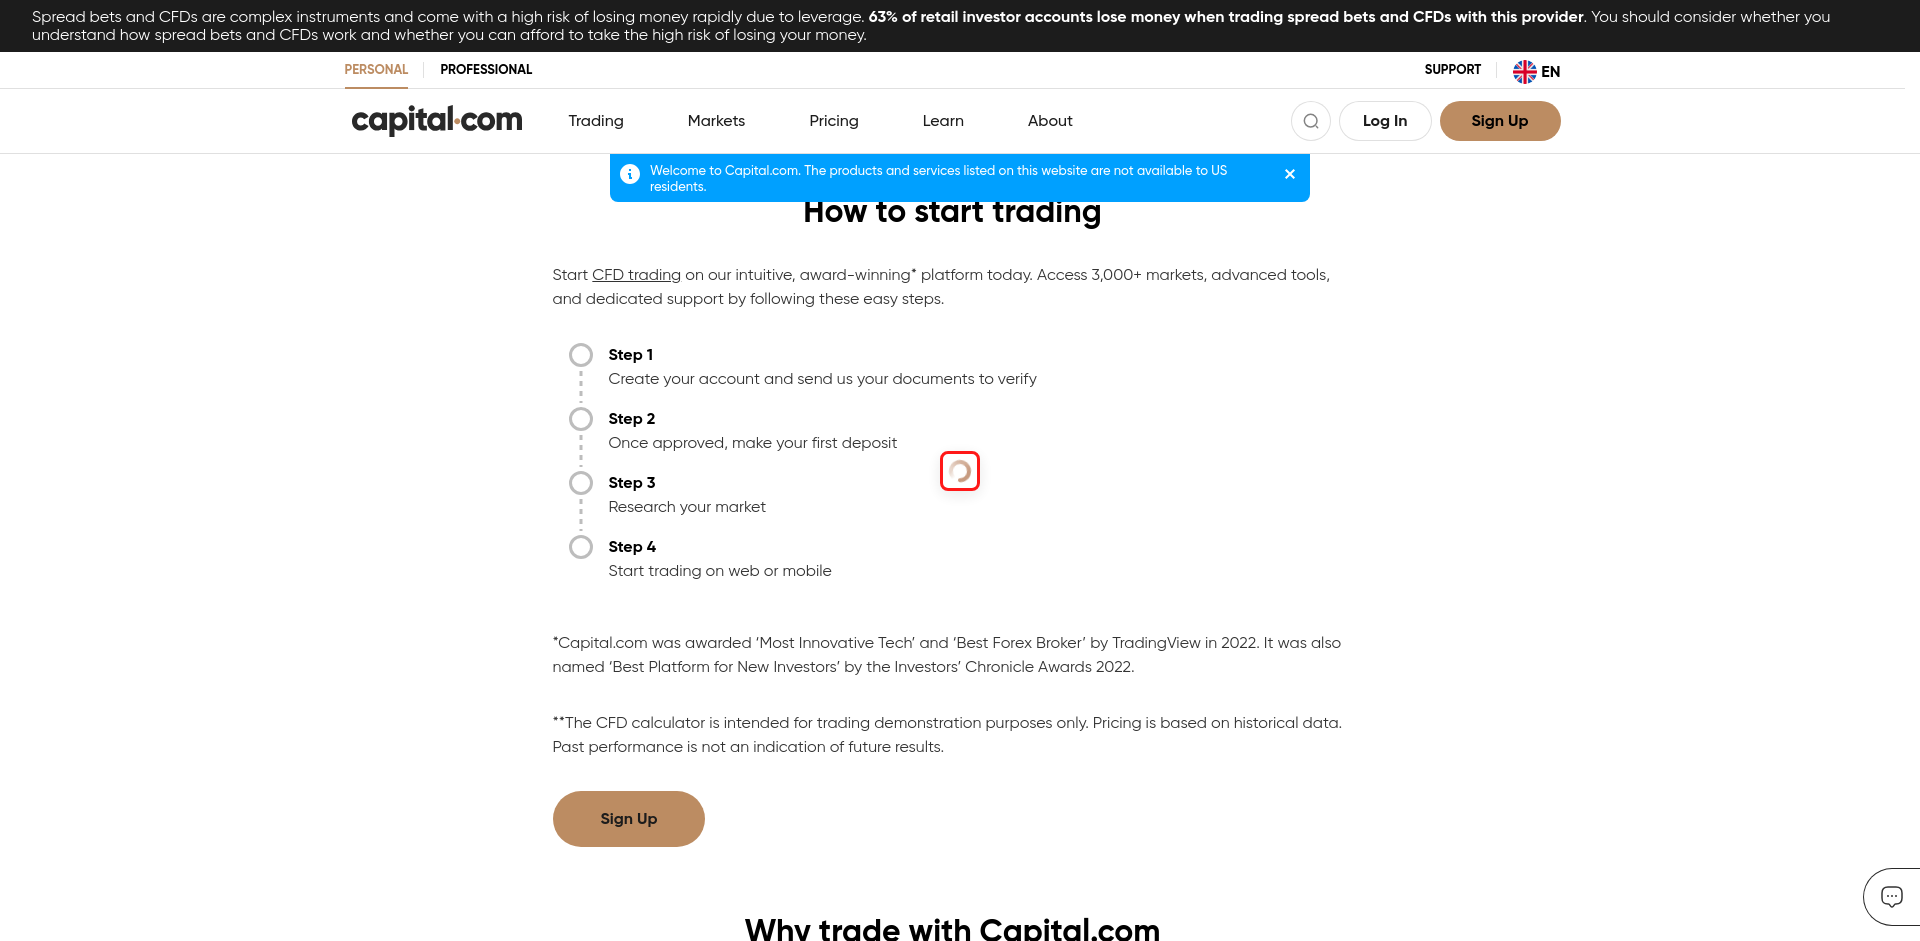 Spread bets and CFDs are complex instruments and come with a high risk of losing money rapidly due to leverage. 63% of retail investor accounts lose money when trading spread bets and CFDs with this provider. You should consider whether you
understand how spread bets and CFDs work and whether you can afford to take the high risk of losing your money.
PERSONAL PROFESSIONAL SUPPORT EN
capital.com Trading Markets Pricing Learn About Log In Sign Up
Welcome to Capital.com. The products and services listed on this website are not available to US
residents.
How to start trading
Start CFD trading on our intuitive, award-winning* platform today. Access 3,000+ markets, advanced tools,
and dedicated support by following these easy steps.
Step 1
Create your account and send us your documents to verify
Step 2
Once approved, make your first deposit
Step 3
Research your market
Step 4
Start trading on web or mobile
*Capital.com was awarded ‘Most Innovative Tech’ and ‘Best Forex Broker’ by TradingView in 2022. It was also
named ‘Best Platform for New Investors’ by the Investors’ Chronicle Awards 2022.
**The CFD calculator is intended for trading demonstration purposes only. Pricing is based on historical data.
Past performance is not an indication of future results.
Sign Up
Why trade with Capital.com